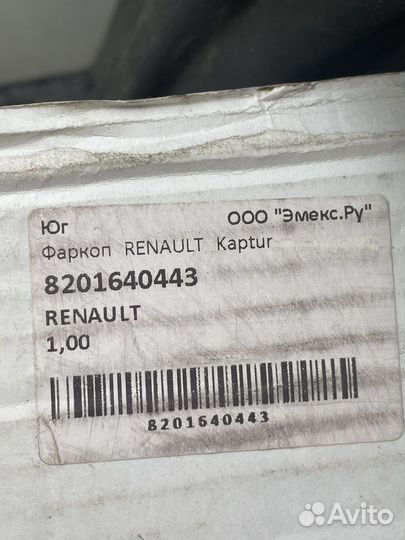 Юг ООО "Эмекс.Ру"
Фаркоп RENAULT Kaptur
8201640443
RENAULT
1,00
8201640443
Avito